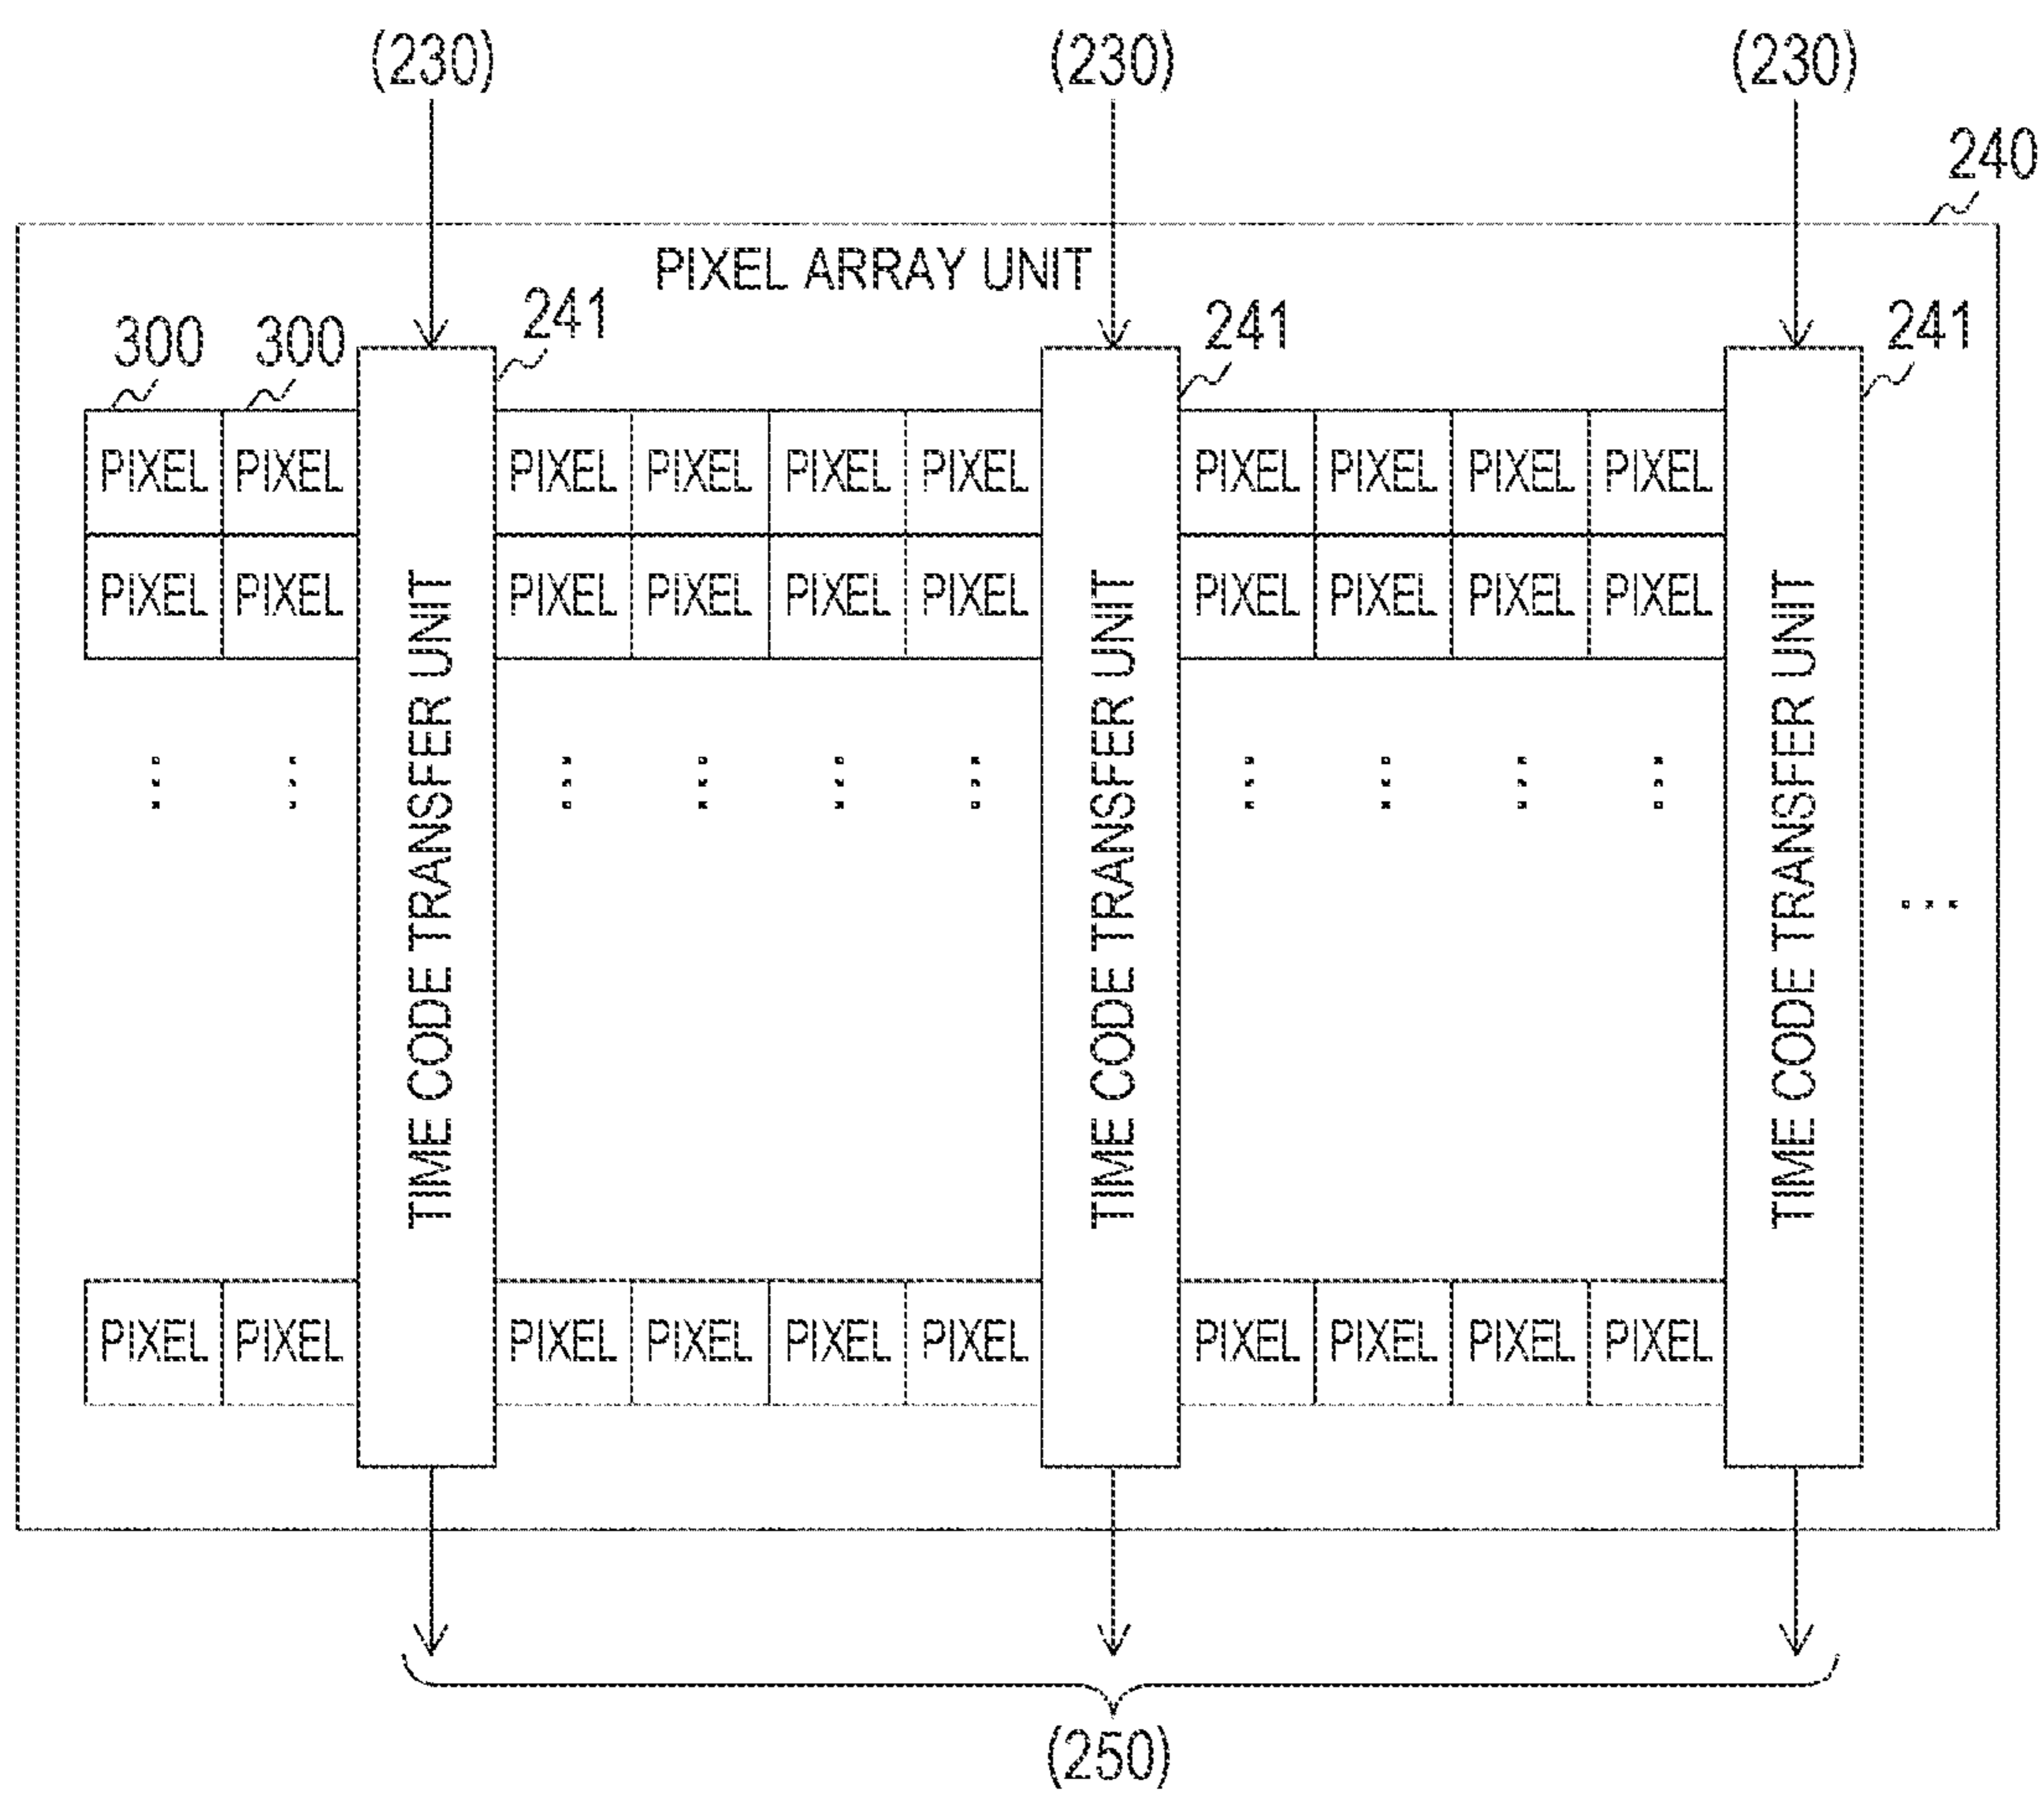 (230) (230) (230)
240
PIXEL ARRAY UNIT
300 300 241 241 241
PIXEL PIXEL PIXEL PIXEL PIXEL PIXEL PIXEL PIXEL PIXEL PIXEL
PIXEL PIXEL PIXEL PIXEL PIXEL PIXEL PIXEL PIXEL PIXEL PIXEL
TIME CODE TRANSFER UNIT
TIME CODE TRANSFER UNIT
TIME CODE TRANSFER UNIT
PIXEL PIXEL PIXEL PIXEL PIXEL PIXEL PIXEL PIXEL PIXEL PIXEL
(250)